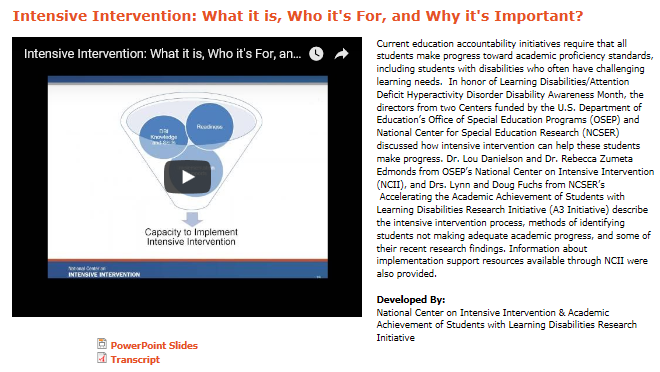 Intensive Intervention: What it is, Who it's For, and Why it's Important?
Intensive Intervention: What it is, Who it's For, an...
DBI
Knowledge
and Skills
Readiness
Capacity to Implement
Intensive Intervention
National Center on
INTENSIVE INTERVENTION
PowerPoint Slides
Transcript
Current education accountability initiatives require that all
students make progress toward academic proficiency standards,
including students with disabilities who often have challenging
learning needs. In honor of Learning Disabilities/Attention
Deficit Hyperactivity Disorder Disability Awareness Month, the
directors from two Centers funded by the U.S. Department of
Education's Office of Special Education Programs (OSEP) and
National Center for Special Education Research (NCSER)
discussed how intensive intervention can help these students
make progress. Dr. Lou Danielson and Dr. Rebecca Zumeta
Edmonds from OSEP's National Center on Intensive Intervention
(NCII), and Drs. Lynn and Doug Fuchs from NCSER's
Accelerating the Academic Achievement of Students with
Learning Disabilities Research Initiative (A3 Initiative) describe
the intensive intervention process, methods of identifying
students not making adequate academic progress, and some of
their recent research findings. Information about
implementation support resources available through NCII were
also provided.
Developed By:
National Center on Intensive Intervention & Academic
Achievement of Students with Learning Disabilities Research
Initiative